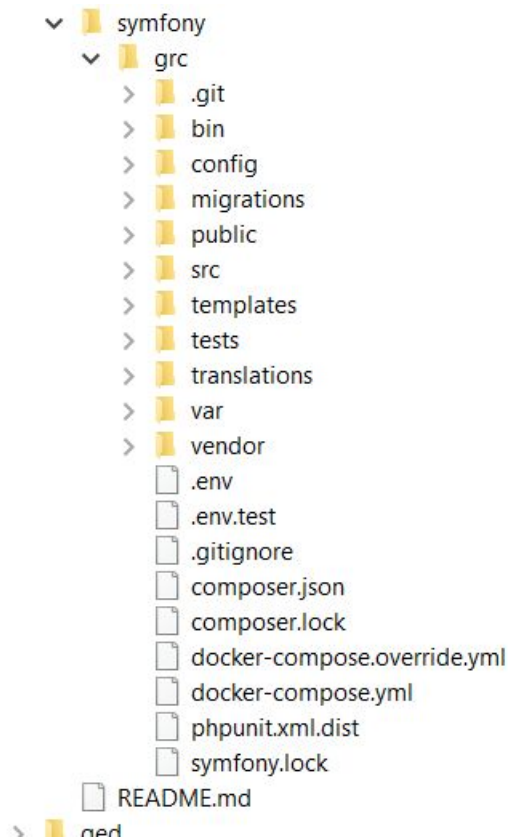 symfony
grc
.git
bin
config
migrations
public
src
templates
tests
translations
var
vendor
.env
.env.test
.gitignore
composer.json
composer.lock
docker-compose.override.yml
docker-compose.yml
phpunit.xml.dist
symfony.lock
README.md